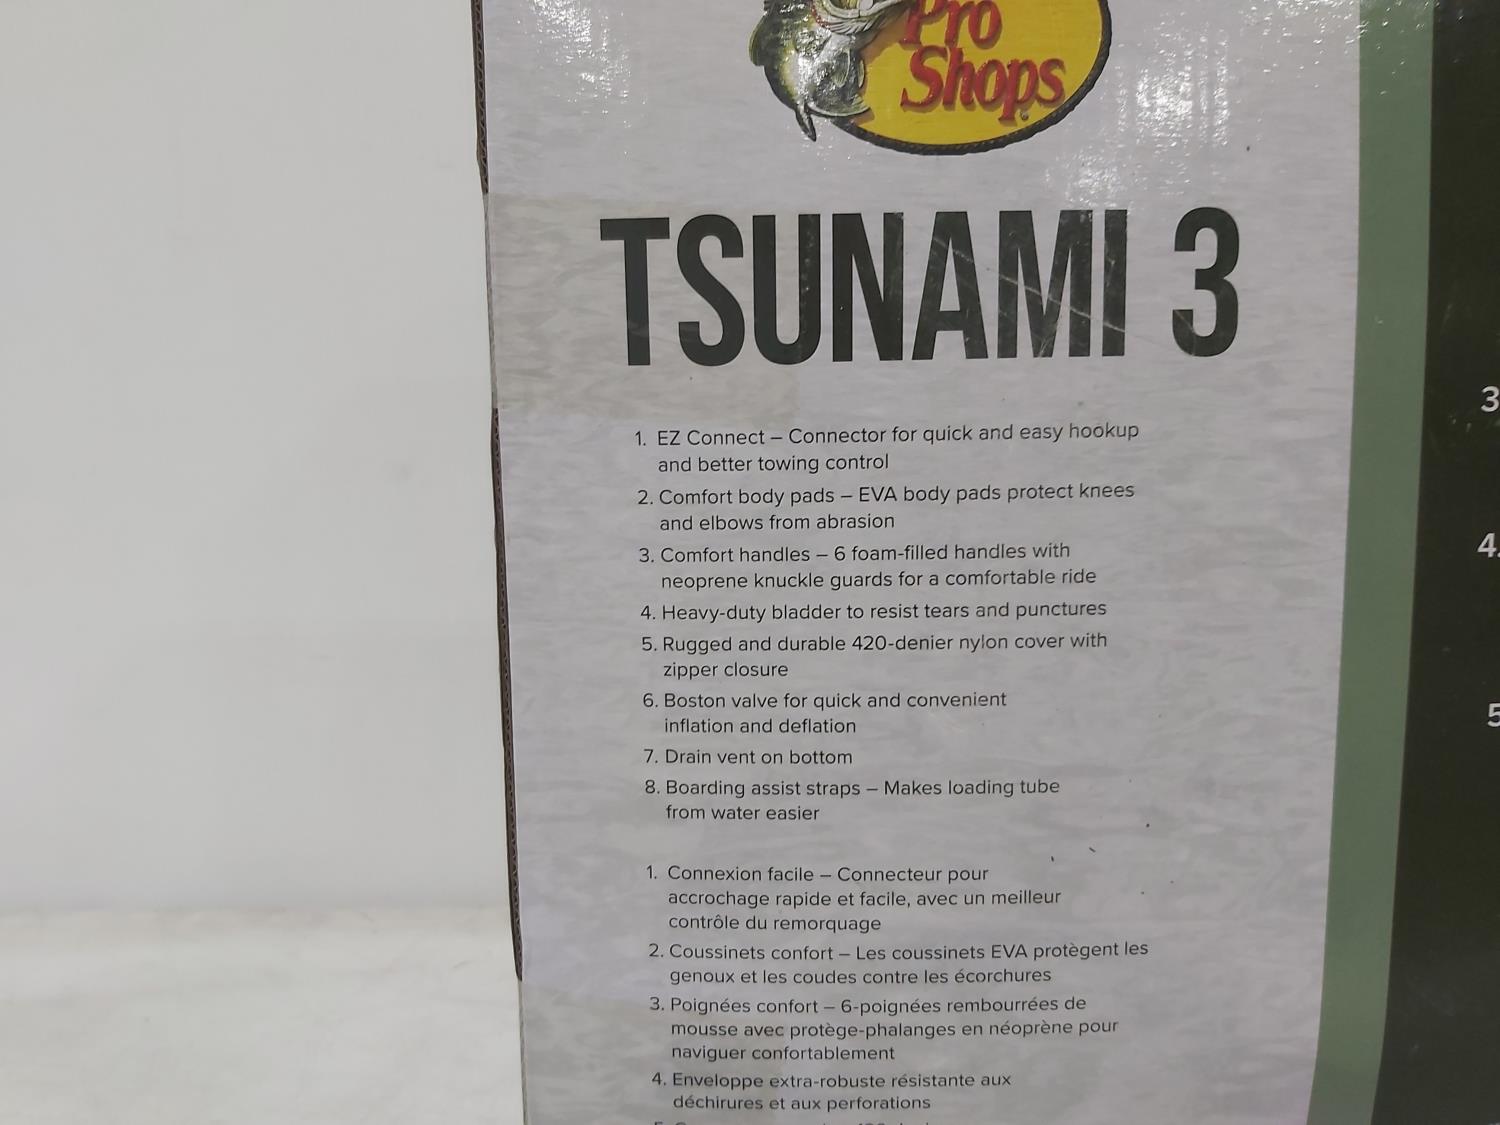 Pro
Shops
TSUNAMI 3
1. EZ Connect – Connector for quick and easy hookup
and better towing control
2. Comfort body pads – EVA body pads protect knees
and elbows from abrasion
3. Comfort handles – 6 foam-filled handles with
neoprene knuckle guards for a comfortable ride
4. Heavy-duty bladder to resist tears and punctures
5. Rugged and durable 420-denier nylon cover with
zipper closure
6. Boston valve for quick and convenient
inflation and deflation
7. Drain vent on bottom
8. Boarding assist straps – Makes loading tube
from water easier
1. Connexion facile – Connecteur pour
accrochage rapide et facile, avec un meilleur
contrôle du remorquage
2. Coussinets confort – Les coussinets EVA protègent les
genoux et les coudes contre les écorchures
3. Poignées confort – 6-poignées rembourrées de
mousse avec protège-phalanges en néoprène pour
naviguer confortablement
4. Enveloppe extra-robuste résistante aux
déchirures et aux perforations
3
4.
5